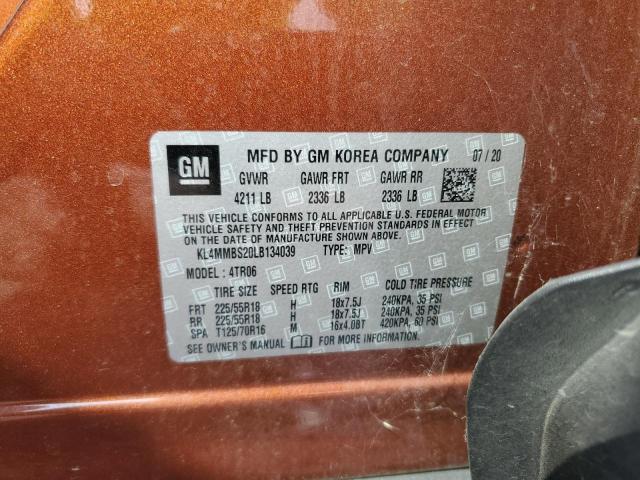 GM MFD BY GM KOREA COMPANY 07/20
GVWR GAWR FRT GAWR RR
4211 LB 2336 LB 2336 LB
THIS VEHICLE CONFORMS TO ALL APPLICABLE U.S. FEDERAL MOTOR
VEHICLE SAFETY AND THEFT PREVENTION STANDARDS IN EFFECT ON
THE DATE OF MANUFACTURE SHOWN ABOVE.
KL4MMBS20LB134039 TYPE: MPV
MODEL: 4TR06
TIRE SIZE SPEED RTG RIM COLD TIRE PRESSURE
FRT 225/55R18 H 18x7.5J 240KPA, 35 PSI
RR 225/55R18 H 18x7.5J 240KPA, 35 PSI
SPA T125/70R16 M 16x4.0BT 420KPA, 60 PSI
SEE OWNER'S MANUAL FOR MORE INFORMATION.